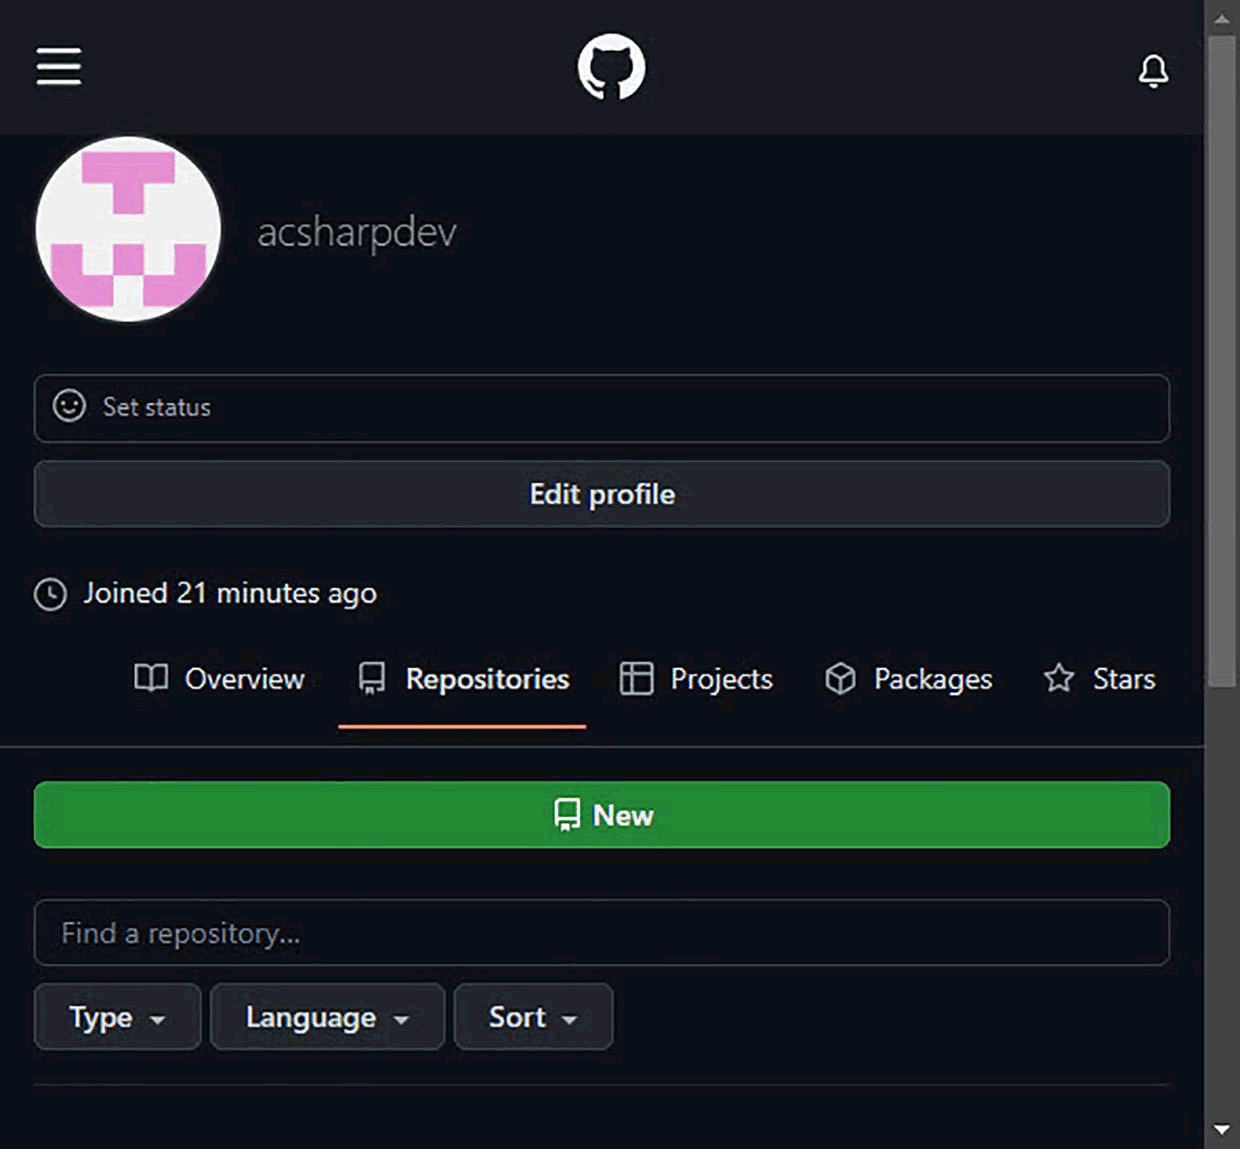 acsharpdev
Set status
Edit profile
Joined 21 minutes ago
Overview Repositories Projects Packages Stars
New
Find a repository...
Type Language Sort